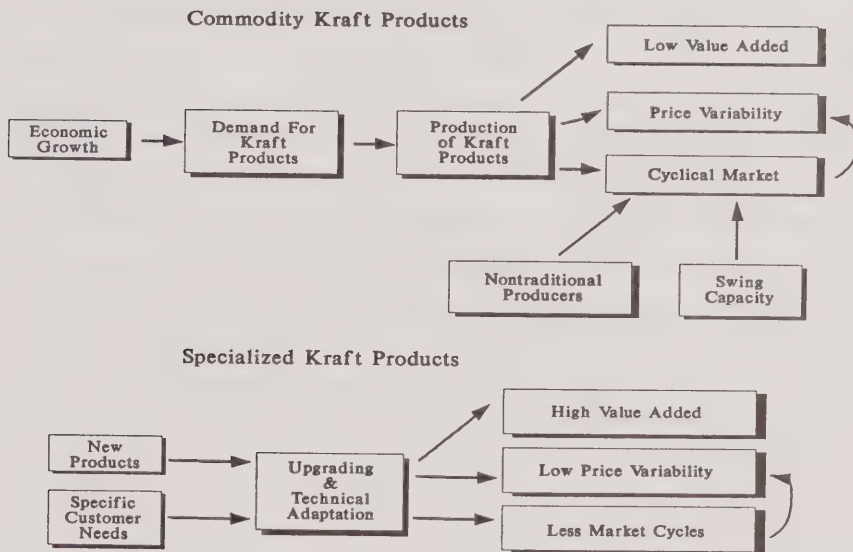 Commodity Kraft Products
Low Value Added
Economic
Growth
Demand For
Kraft
Products
Production
of Kraft
Products
Price Variability
Cyclical Market
Nontraditional
Producers
Swing
Capacity
Specialized Kraft Products
New
Products
Specific
Customer
Needs
Upgrading
&
Technical
Adaptation
High Value Added
Low Price Variability
Less Market Cycles